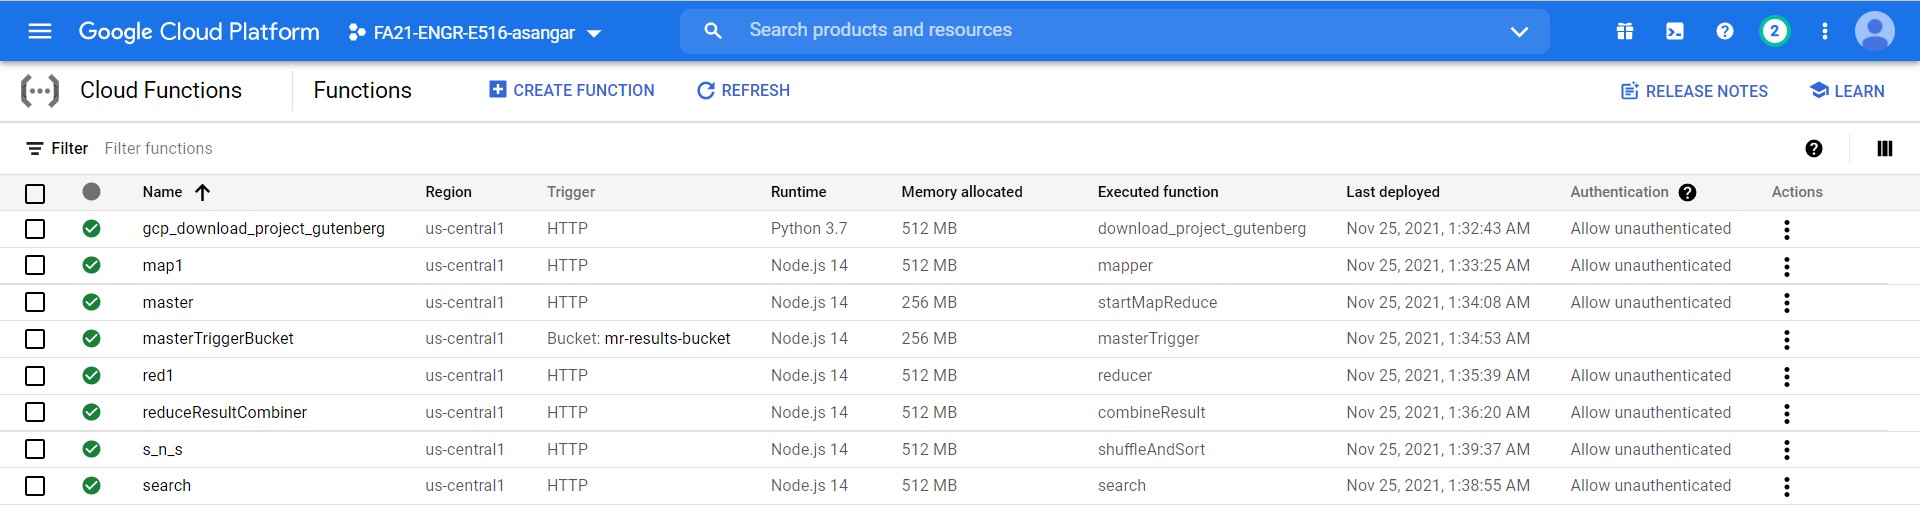 Google Cloud Platform FA21-ENGR-E516-asangar Search products and resources 2
Cloud Functions Functions CREATE FUNCTION REFRESH RELEASE NOTES LEARN
Filter Filter functions
Name Region Trigger Runtime Memory allocated Executed function Last deployed Authentication Actions
gcp_download_project_gutenberg us-central1 HTTP Python 3.7 512 MB download_project_gutenberg Nov 25, 2021, 1:32:43 AM Allow unauthenticated
map1 us-central1 HTTP Node.js 14 512 MB mapper Nov 25, 2021, 1:33:25 AM Allow unauthenticated
master us-central1 HTTP Node.js 14 256 MB startMapReduce Nov 25, 2021, 1:34:08 AM Allow unauthenticated
masterTriggerBucket us-central1 Bucket: mr-results-bucket Node.js 14 256 MB masterTrigger Nov 25, 2021, 1:34:53 AM
red1 us-central1 HTTP Node.js 14 512 MB reducer Nov 25, 2021, 1:35:39 AM Allow unauthenticated
reduceResultCombiner us-central1 HTTP Node.js 14 512 MB combineResult Nov 25, 2021, 1:36:20 AM Allow unauthenticated
s_n_s us-central1 HTTP Node.js 14 512 MB shuffleAndSort Nov 25, 2021, 1:39:37 AM Allow unauthenticated
search us-central1 HTTP Node.js 14 512 MB search Nov 25, 2021, 1:38:55 AM Allow unauthenticated